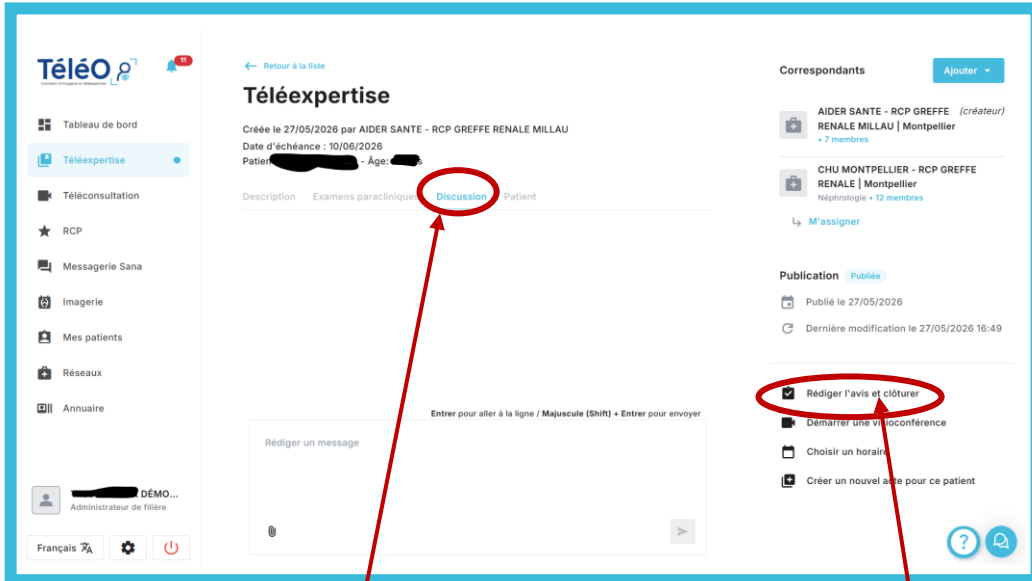 TéléO
11
Tableau de bord
Téléexpertise
Téléconsultation
RCP
Messagerie Sana
Imagerie
Mes patients
Réseaux
Annuaire
DÉMO...
Administrateur de filière
Français
← Retour à la liste
Téléexpertise
Créée le 27/05/2026 par AIDER SANTE - RCP GREFFE RENALE MILLAU
Date d'échéance : 10/06/2026
- Âge:
Description Examens paracliniques Discussion Patient
Entrer pour aller à la ligne / Majuscule (Shift) + Entrer pour envoyer
Rédiger un message
Correspondants
Ajouter
AIDER SANTE - RCP GREFFE (créateur)
RENALE MILLAU | Montpellier
• 7 membres
CHU MONTPELLIER - RCP GREFFE
RENALE | Montpellier
Néphrologie • 12 membres
M'assigner
Publication Publiée
Publié le 27/05/2026
Dernière modification le 27/05/2026 16:49
Rédiger l'avis et clôturer
Démarrer une visioconférence
Choisir un horaire
Créer un nouvel acte pour ce patient
?